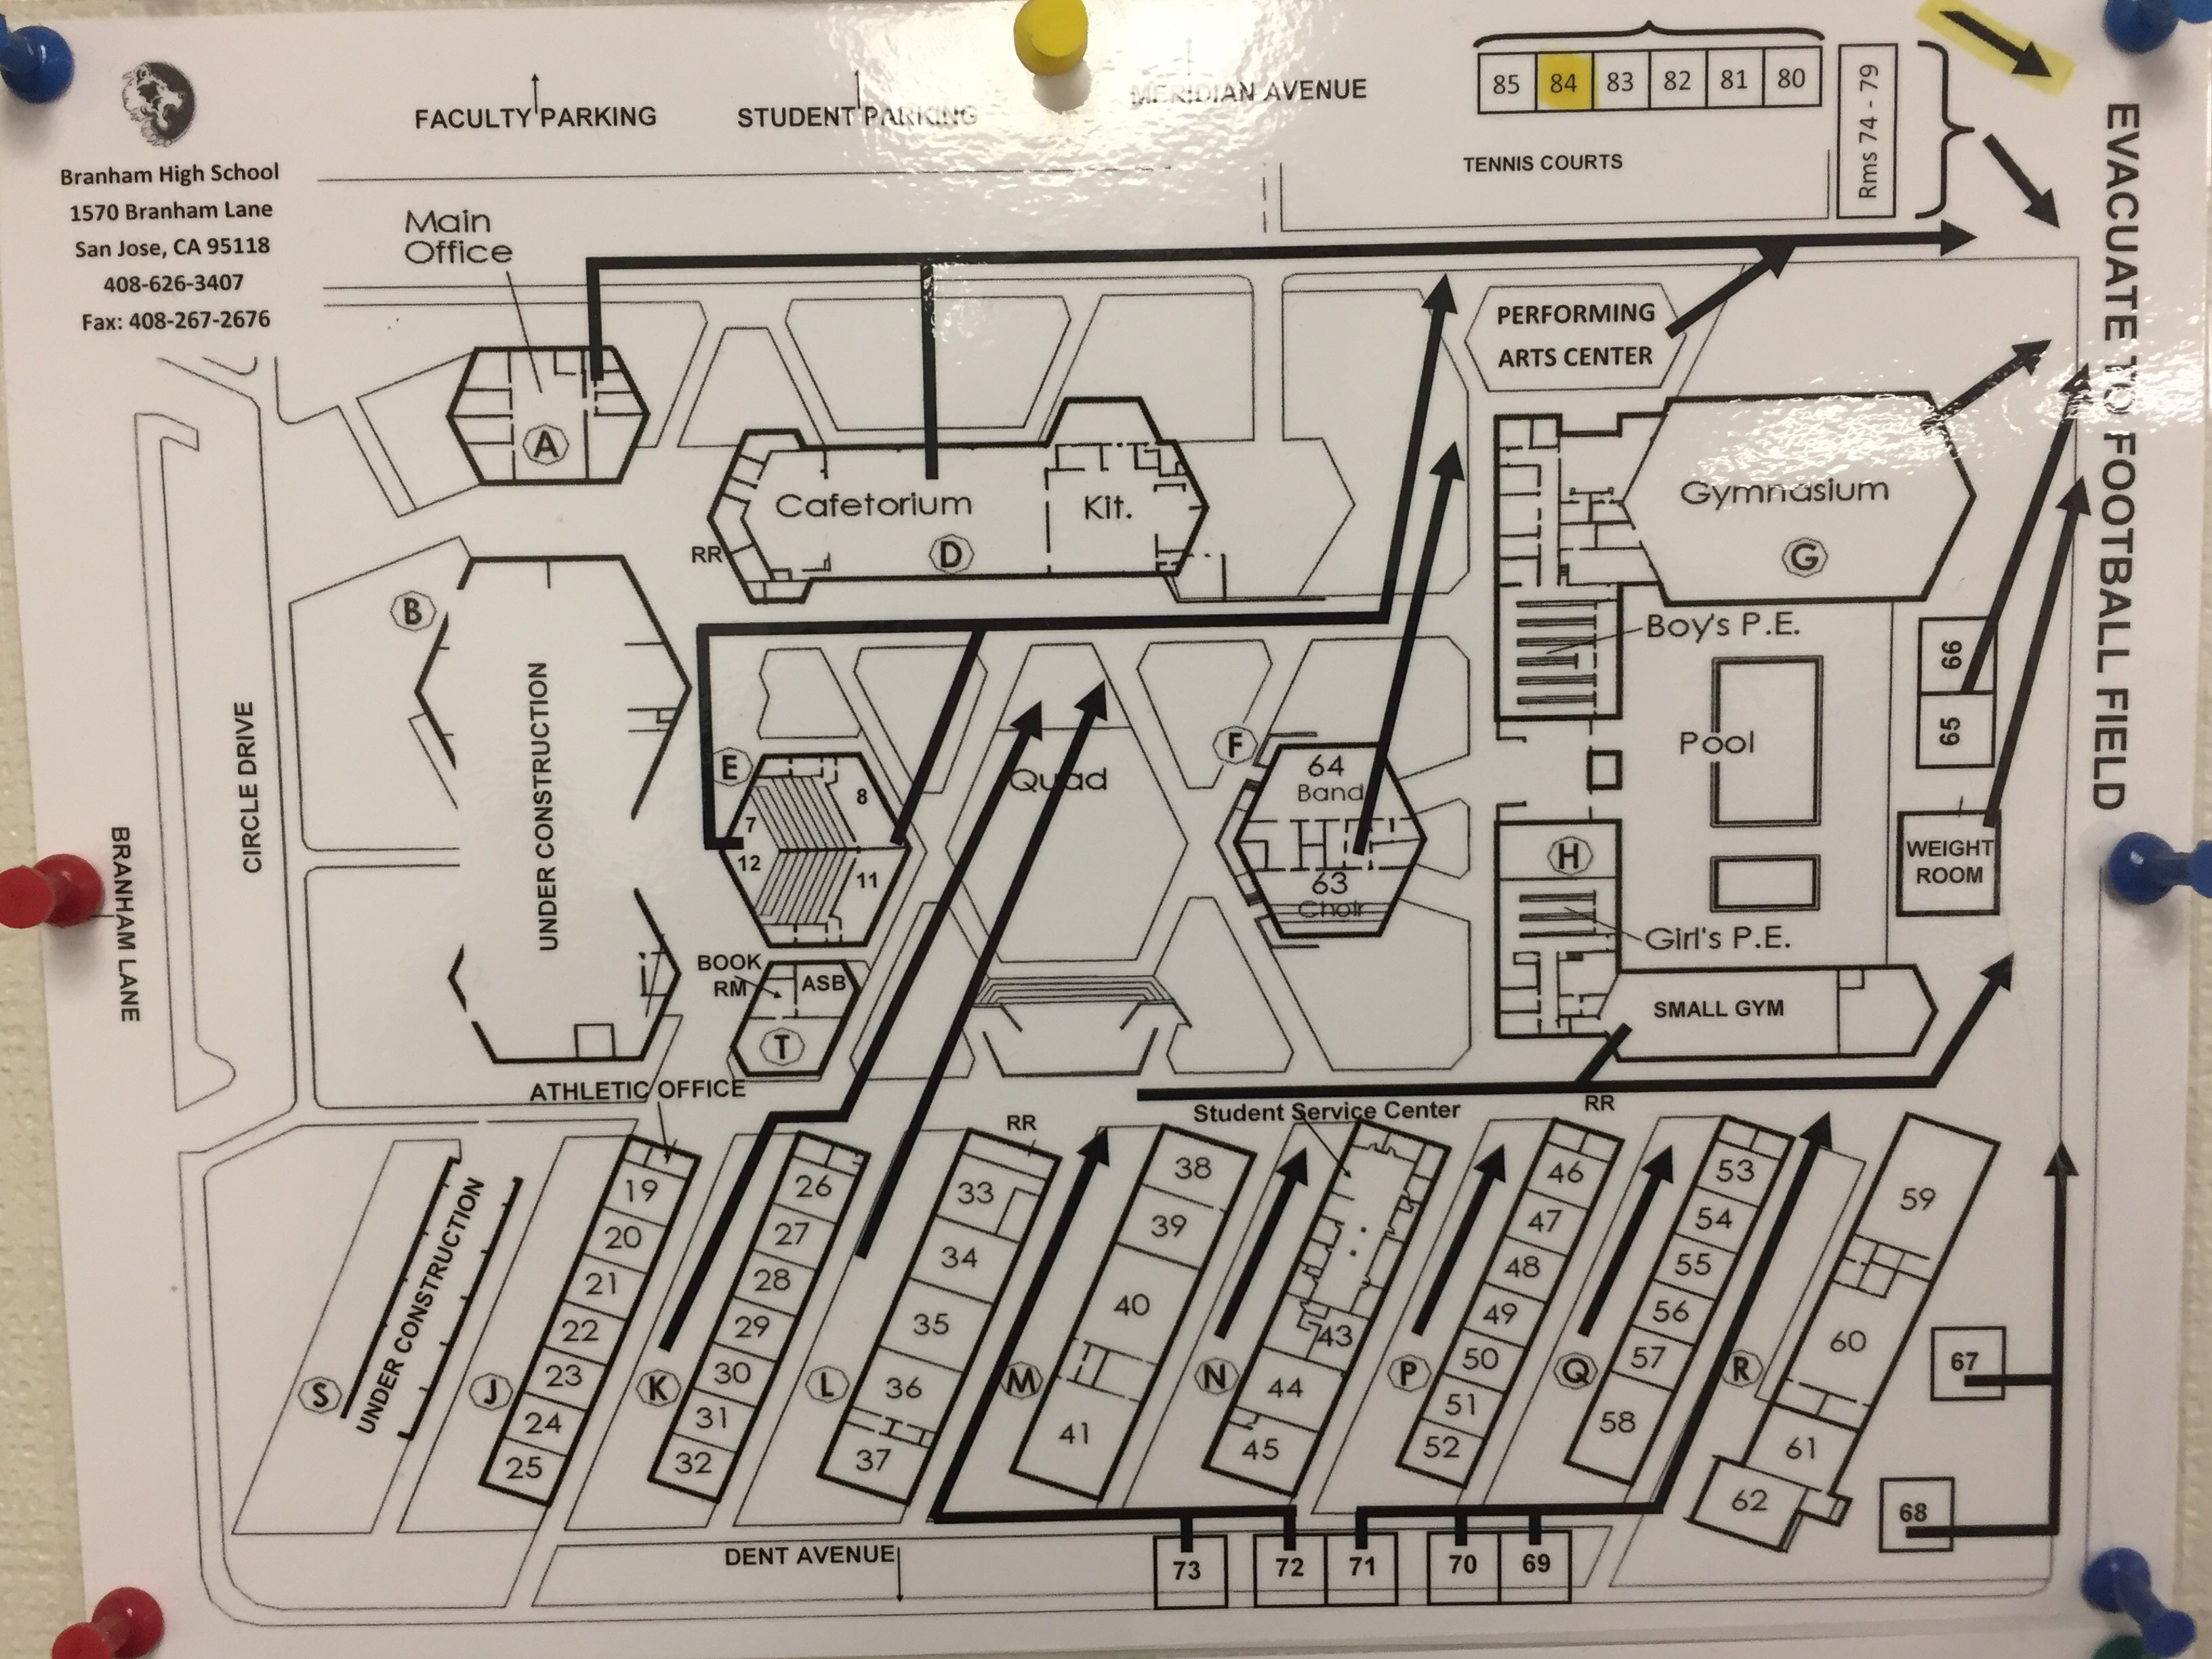 Branham High School
1570 Branham Lane
San Jose, CA 95118
408-626-3407
Fax: 408-267-2676
FACULTY PARKING
STUDENT PARKING
MERIDIAN AVENUE
85 84 83 82 81 80
Rms 74 - 79
TENNIS COURTS
EVACUATE TO FOOTBALL FIELD
Main
Office
A
PERFORMING
ARTS CENTER
Cafetorium
Kit.
RR
D
Gymnasium
G
B
UNDER CONSTRUCTION
CIRCLE DRIVE
BRANHAM LANE
Boy's P.E.
66
65
Pool
E
8
7
12
11
Quad
F
64
Band
63
Choir
H
WEIGHT
ROOM
Girl's P.E.
BOOK
RM
ASB
T
SMALL GYM
ATHLETIC OFFICE
RR
Student Service Center
RR
S
UNDER CONSTRUCTION
J
19
20
21
22
23
24
25
K
26
27
28
29
30
31
32
L
33
34
35
36
37
M
38
39
40
41
N
43
44
45
P
46
47
48
49
50
51
52
Q
53
54
55
56
57
58
R
59
60
61
62
67
68
DENT AVENUE
73 72 71 70 69